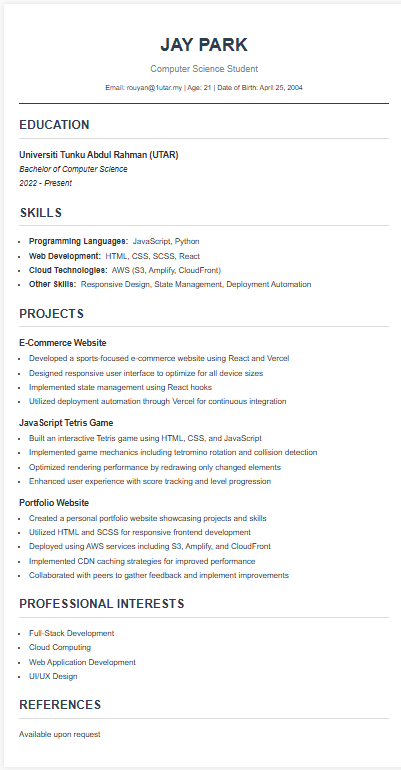 JAY PARK
Computer Science Student
Email: rouyan@1utar.my | Age: 21 | Date of Birth: April 25, 2004
EDUCATION
Universiti Tunku Abdul Rahman (UTAR)
Bachelor of Computer Science
2022 - Present
SKILLS
• Programming Languages: JavaScript, Python
• Web Development: HTML, CSS, SCSS, React
• Cloud Technologies: AWS (S3, Amplify, CloudFront)
• Other Skills: Responsive Design, State Management, Deployment Automation
PROJECTS
E-Commerce Website
• Developed a sports-focused e-commerce website using React and Vercel
• Designed responsive user interface to optimize for all device sizes
• Implemented state management using React hooks
• Utilized deployment automation through Vercel for continuous integration
JavaScript Tetris Game
• Built an interactive Tetris game using HTML, CSS, and JavaScript
• Implemented game mechanics including tetromino rotation and collision detection
• Optimized rendering performance by redrawing only changed elements
• Enhanced user experience with score tracking and level progression
Portfolio Website
• Created a personal portfolio website showcasing projects and skills
• Utilized HTML and SCSS for responsive frontend development
• Deployed using AWS services including S3, Amplify, and CloudFront
• Implemented CDN caching strategies for improved performance
• Collaborated with peers to gather feedback and implement improvements
PROFESSIONAL INTERESTS
• Full-Stack Development
• Cloud Computing
• Web Application Development
• UI/UX Design
REFERENCES
Available upon request